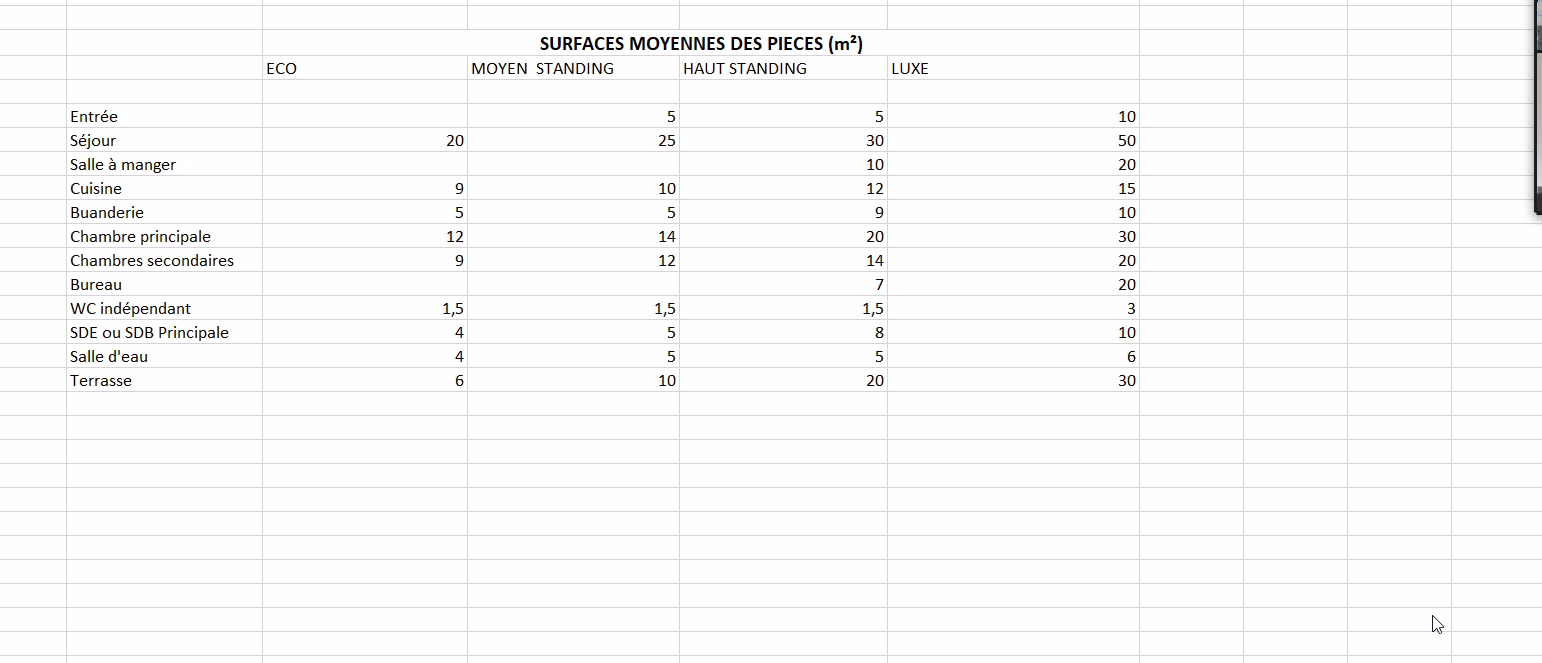 SURFACES MOYENNES DES PIECES (m²)
ECO MOYEN  STANDING HAUT STANDING LUXE
Entrée 5 5 10
Séjour 20 25 30 50
Salle à manger 10 20
Cuisine 9 10 12 15
Buanderie 5 5 9 10
Chambre principale 12 14 20 30
Chambres secondaires 9 12 14 20
Bureau 7 20
WC indépendant 1,5 1,5 1,5 3
SDE ou SDB Principale 4 5 8 10
Salle d'eau 4 5 5 6
Terrasse 6 10 20 30